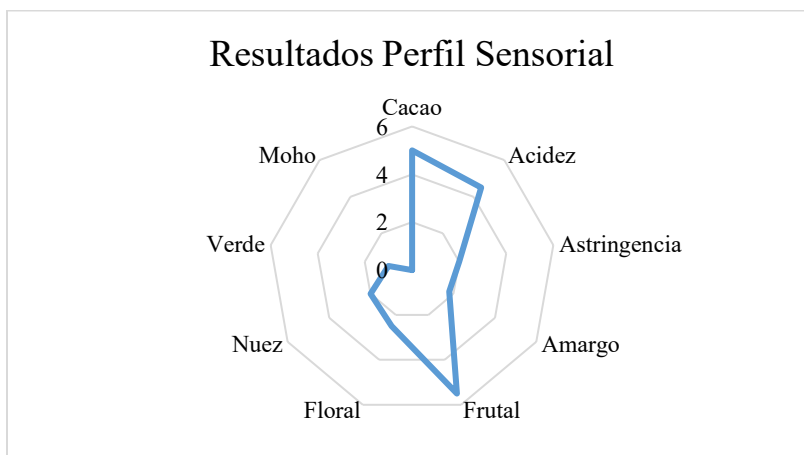 Resultados Perfil Sensorial
Cacao
6
Moho
Acidez
4
2
Verde
Astringencia
0
Nuez
Amargo
Floral
Frutal